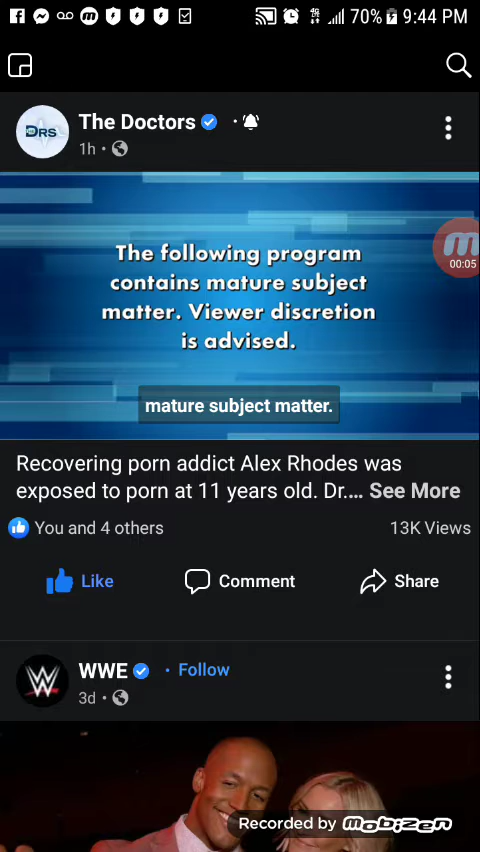 70% 9:44 PM
The Doctors
1h
DRS
The following program
contains mature subject
matter. Viewer discretion
is advised.
00:05
mature subject matter.
Recovering porn addict Alex Rhodes was
exposed to porn at 11 years old. Dr.... See More
You and 4 others 13K Views
Like Comment Share
WWE · Follow
3d
Recorded by mobizen